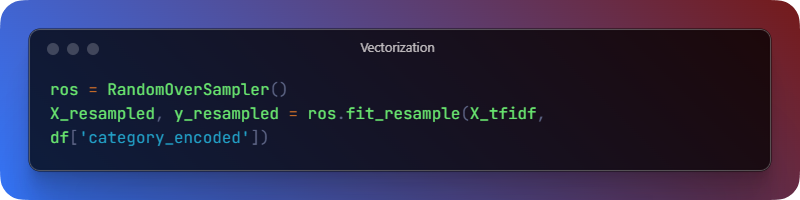 Vectorization
ros = RandomOverSampler()
X_resampled, y_resampled = ros.fit_resample(X_tfidf,
df['category_encoded'])